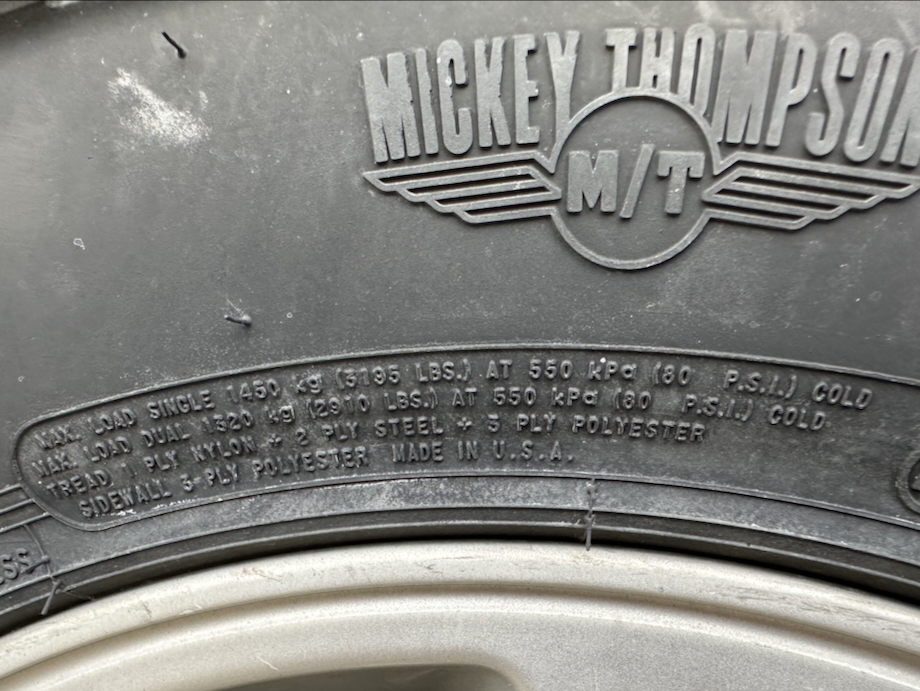 MICKEY THOMPSON
M/T
MAX. LOAD SINGLE 1450 kg (3195 LBS.) AT 550 kPa (80 P.S.I.) COLD
MAX. LOAD DUAL 1320 kg (2910 LBS.) AT 550 kPa (80 P.S.I.) COLD
TREAD 1 PLY NYLON + 2 PLY STEEL + 3 PLY POLYESTER
SIDEWALL 3 PLY POLYESTER MADE IN U.S.A.